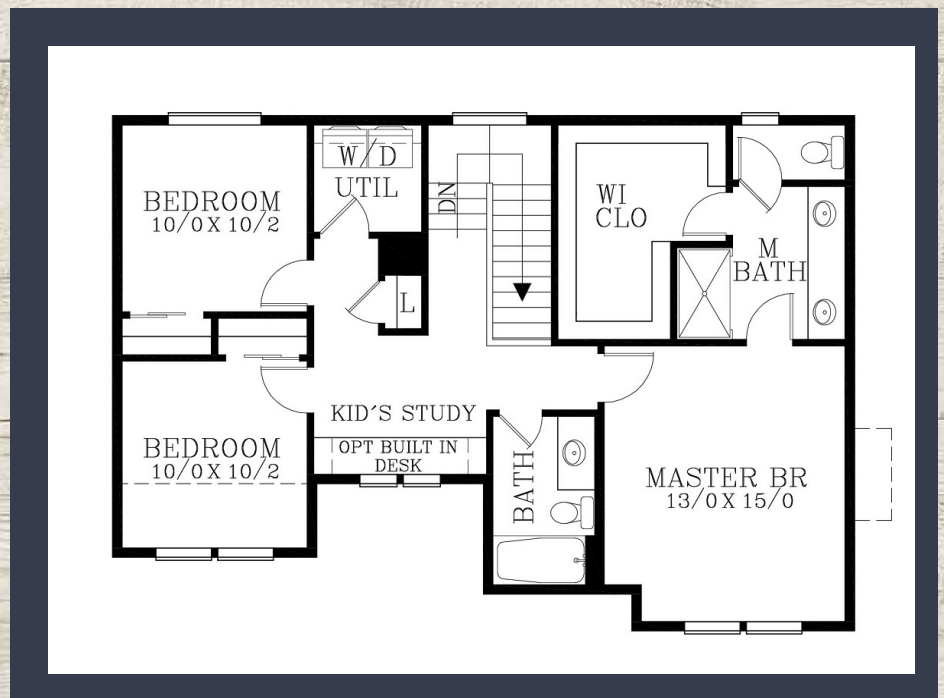 BEDROOM
10/0 X 10/2
W/D
UTIL
DN
WI
CLO
M
BATH
L
KID'S STUDY
OPT BUILT IN
DESK
BEDROOM
10/0 X 10/2
BATH
MASTER BR
13/0 X 15/0